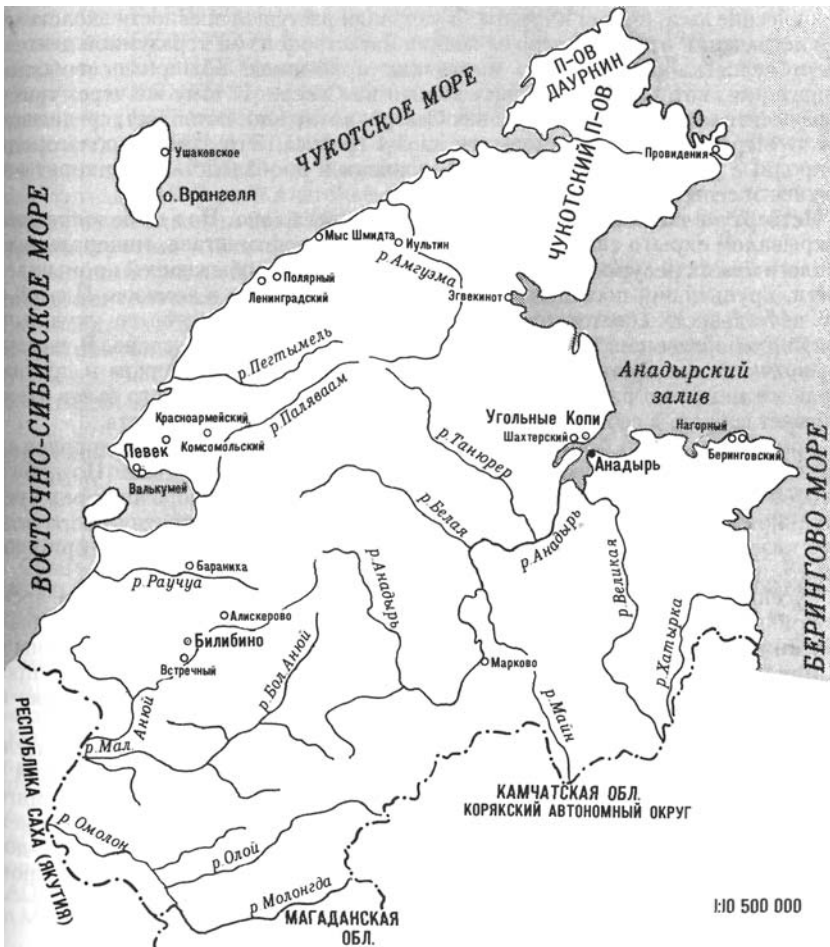 П-ОВ
ДАУРКИН
ЧУКОТСКОЕ МОРЕ
ЧУКОТСКИЙ П-ОВ
Провидения
Ушаковское
о.Врангеля
ВОСТОЧНО-СИБИРСКОЕ МОРЕ
Мыс Шмидта
Иультин
р.Амгуэма
Полярный
Ленинградский
Эгвекинот
р.Пегтымель
Анадырский
залив
р.Паляваам
Красноармейский
Комсомольский
Певек
Валькумей
Угольные Копи
Шахтерский
Нагорный
Беринговский
Анадырь
р.Танюрер
р.Белая
р.Анадырь
р.Анадырь
р.Великая
р.Хатырка
БЕРИНГОВО МОРЕ
Бараниха
р.Раучуа
Алискерово
Билибино
Встречный
р.Бол.Анюй
Марково
р.Майн
р.Мал. Анюй
РЕСПУБЛИКА САХА (ЯКУТИЯ)
КАМЧАТСКАЯ ОБЛ.
КОРЯКСКИЙ АВТОНОМНЫЙ ОКРУГ
р.Омолон
р.Олой
р.Молонгда
МАГАДАНСКАЯ
ОБЛ.
1:10 500 000